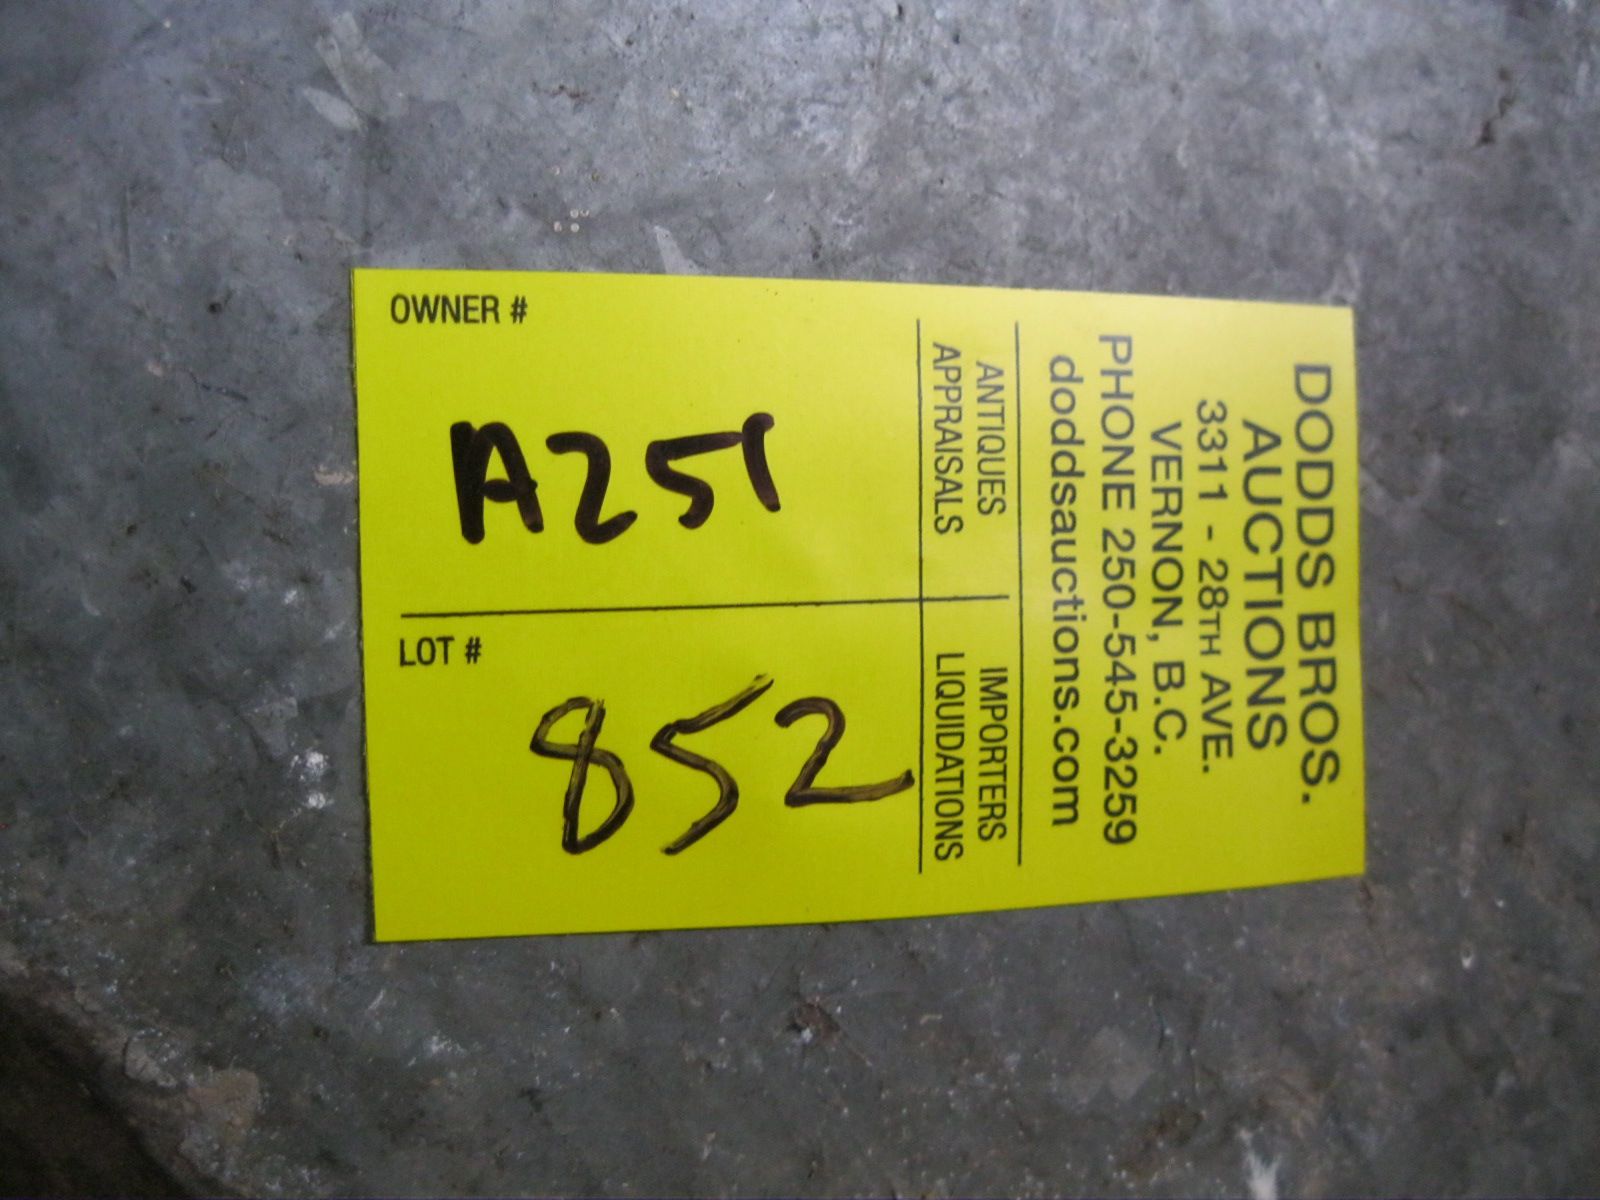 DODDS BROS.
AUCTIONS
3311 - 28TH AVE.
VERNON, B.C.
PHONE 250-545-3259
doddsauctions.com
ANTIQUES IMPORTERS
APPRAISALS LIQUIDATIONS
OWNER #
A251
LOT #
852